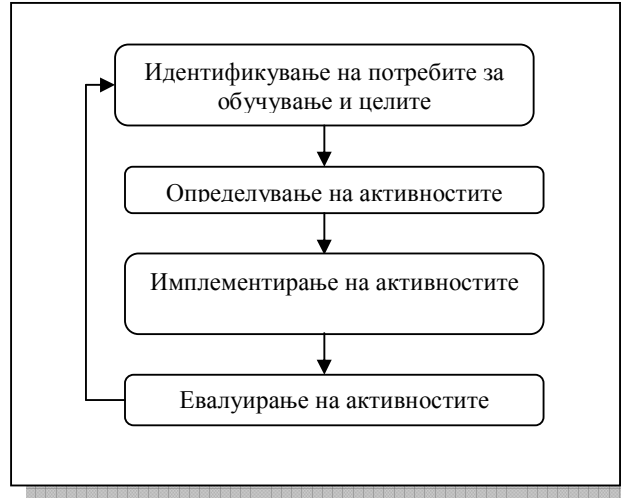 Идентификување на потребите за
обучување и целите
Определување на активностите
Имплементирање на активностите
Евалуирање на активностите